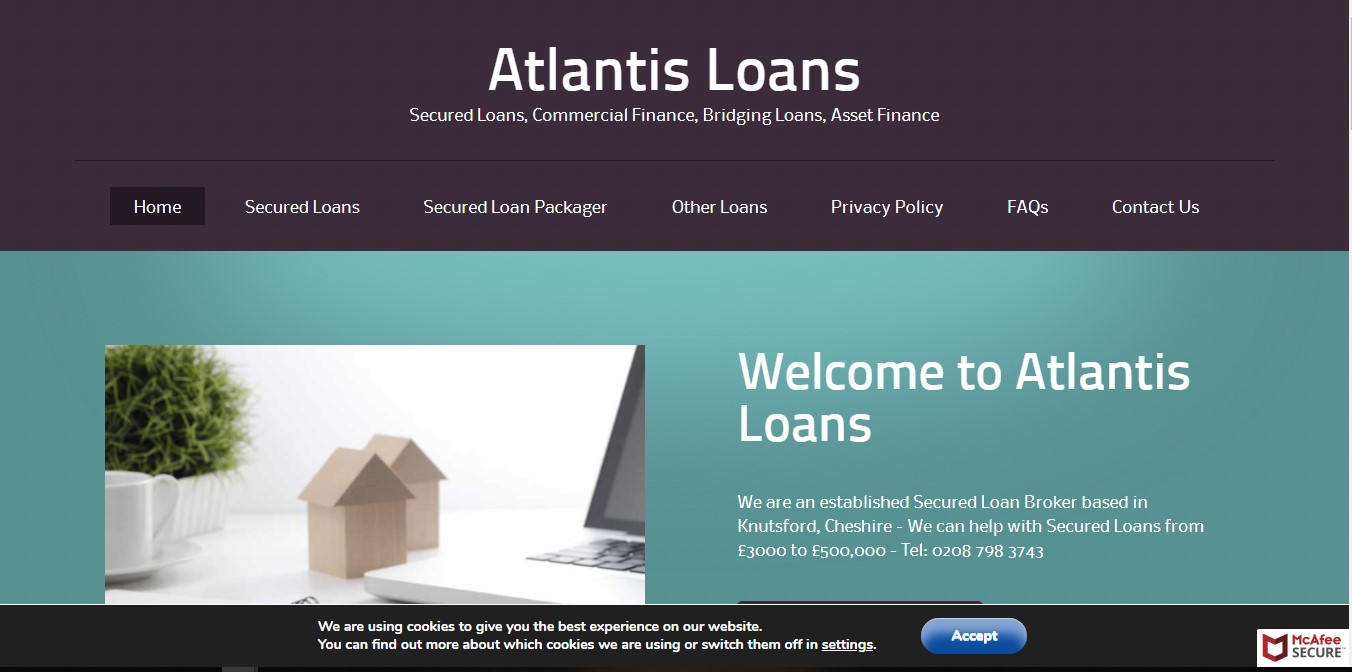 Atlantis Loans
Secured Loans, Commercial Finance, Bridging Loans, Asset Finance
Home
Secured Loans
Secured Loan Packager
Other Loans
Privacy Policy
FAQs
Contact Us
Welcome to Atlantis
Loans
We are an established Secured Loan Broker based in
Knutsford, Cheshire - We can help with Secured Loans from
£3000 to £500,000 - Tel: 0208 798 3743
We are using cookies to give you the best experience on our website.
You can find out more about which cookies we are using or switch them off in settings.
Accept
McAfee
SECURE™